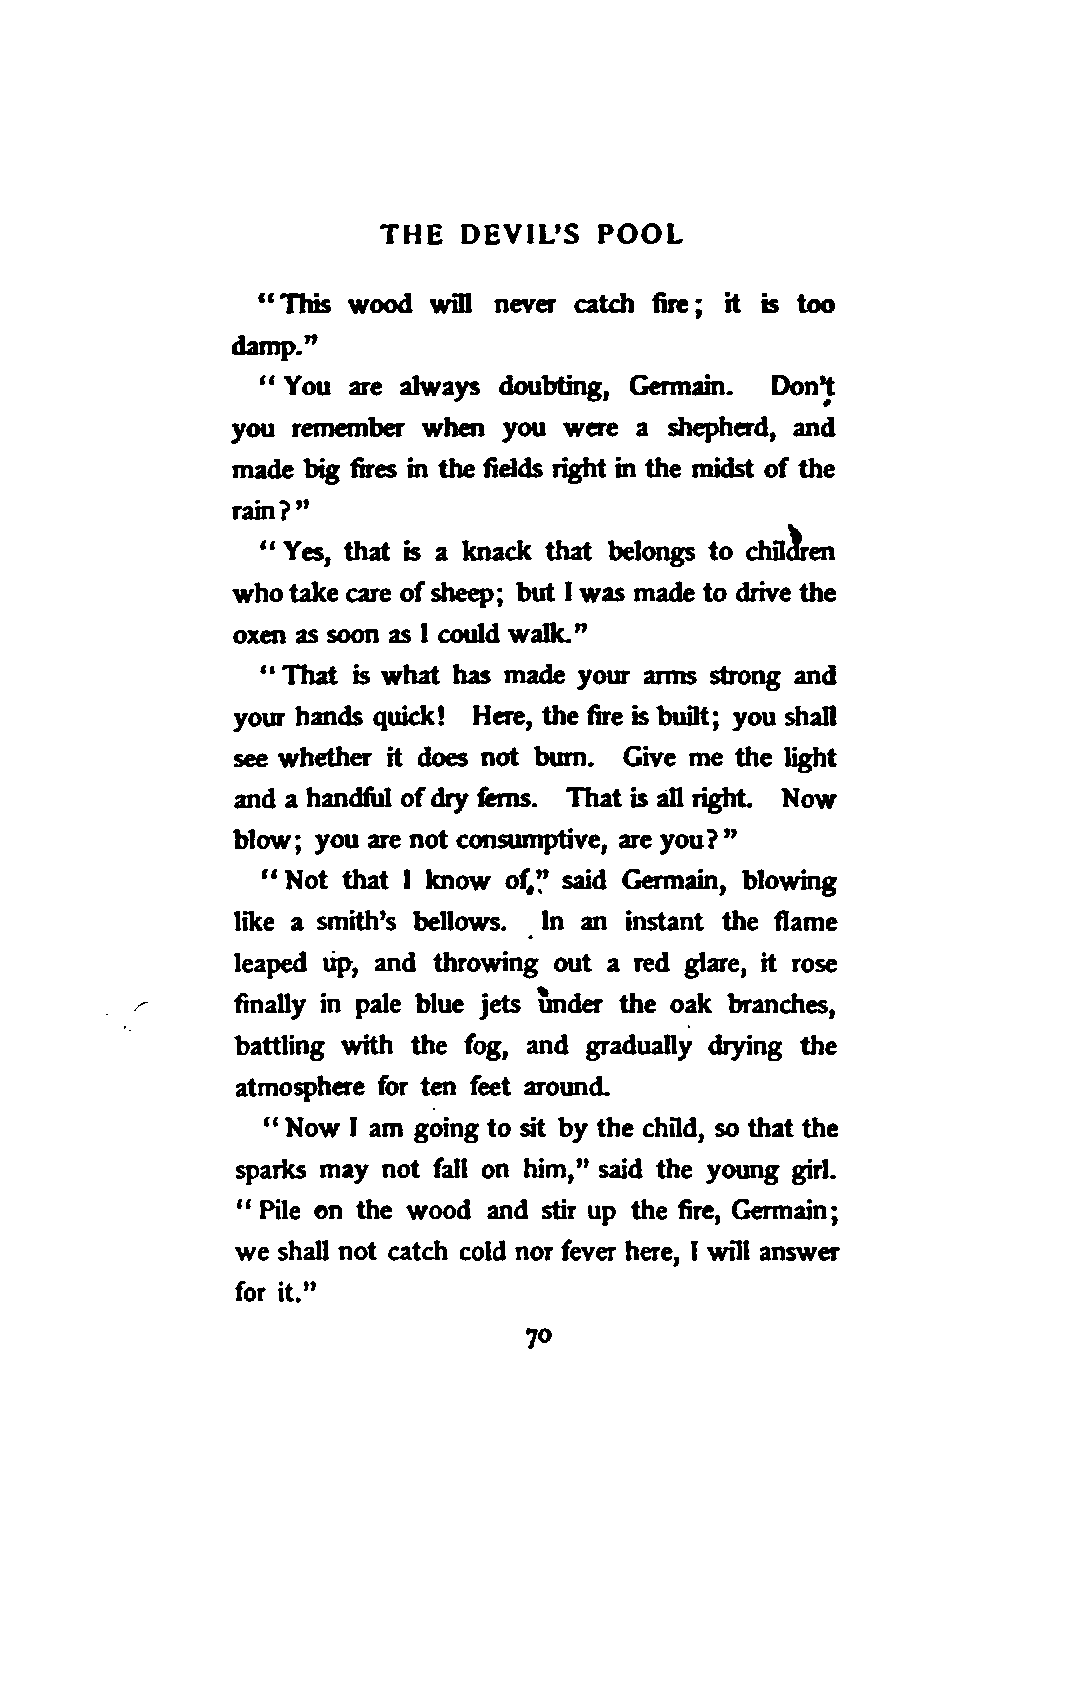 THE DEVIL'S POOL
"This wood will never catch fire; it is too
damp."
"You are always doubting, Germain. Don't
you remember when you were a shepherd, and
made big fires in the fields right in the midst of the
rain?"
"Yes, that is a knack that belongs to children
who take care of sheep; but I was made to drive the
oxen as soon as I could walk."
"That is what has made your arms strong and
your hands quick! Here, the fire is built; you shall
see whether it does not burn. Give me the light
and a handful of dry ferns. That is all right. Now
blow; you are not consumptive, are you?"
"Not that I know of," said Germain, blowing
like a smith's bellows. In an instant the flame
leaped up, and throwing out a red glare, it rose
finally in pale blue jets under the oak branches,
battling with the fog, and gradually drying the
atmosphere for ten feet around.
"Now I am going to sit by the child, so that the
sparks may not fall on him," said the young girl.
"Pile on the wood and stir up the fire, Germain;
we shall not catch cold nor fever here, I will answer
for it."
70